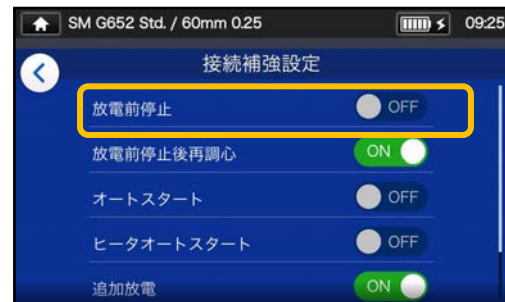 SM G652 Std. / 60mm 0.25 09:25
接続補強設定
放電前停止 OFF
放電前停止後再調心 ON
オートスタート OFF
ヒータオートスタート OFF
追加放電 ON